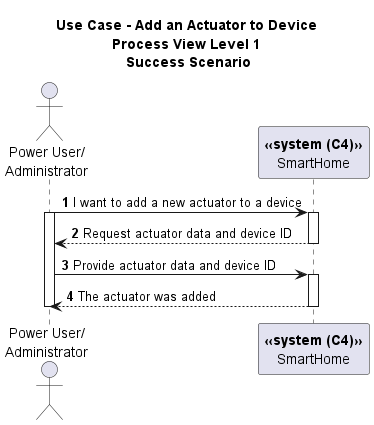 Use Case - Add an Actuator to Device
Process View Level 1
Success Scenario
Power User/
Administrator
«system (C4)»
SmartHome
1 I want to add a new actuator to a device
2 Request actuator data and device ID
3 Provide actuator data and device ID
4 The actuator was added
Power User/
Administrator
«system (C4)»
SmartHome